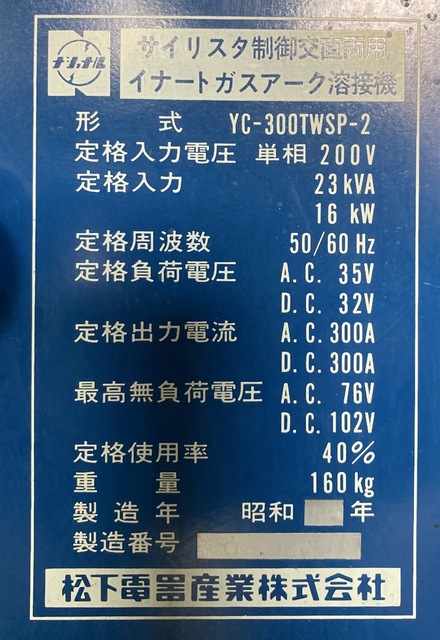 ナショナル
サイリスタ制御交直両用
イナートガスアーク溶接機
形 式 YC-300TWSP-2
定格入力電圧 単相 200V
定格入力 23kVA
16 kW
定格周波数 50/60 Hz
定格負荷電圧 A.C. 35V
D.C. 32V
定格出力電流 A.C.300A
D.C.300A
最高無負荷電圧 A.C. 76V
D.C.102V
定格使用率 40%
重 量 160kg
製 造 年 昭和 年
製造番号
松下電器産業株式会社